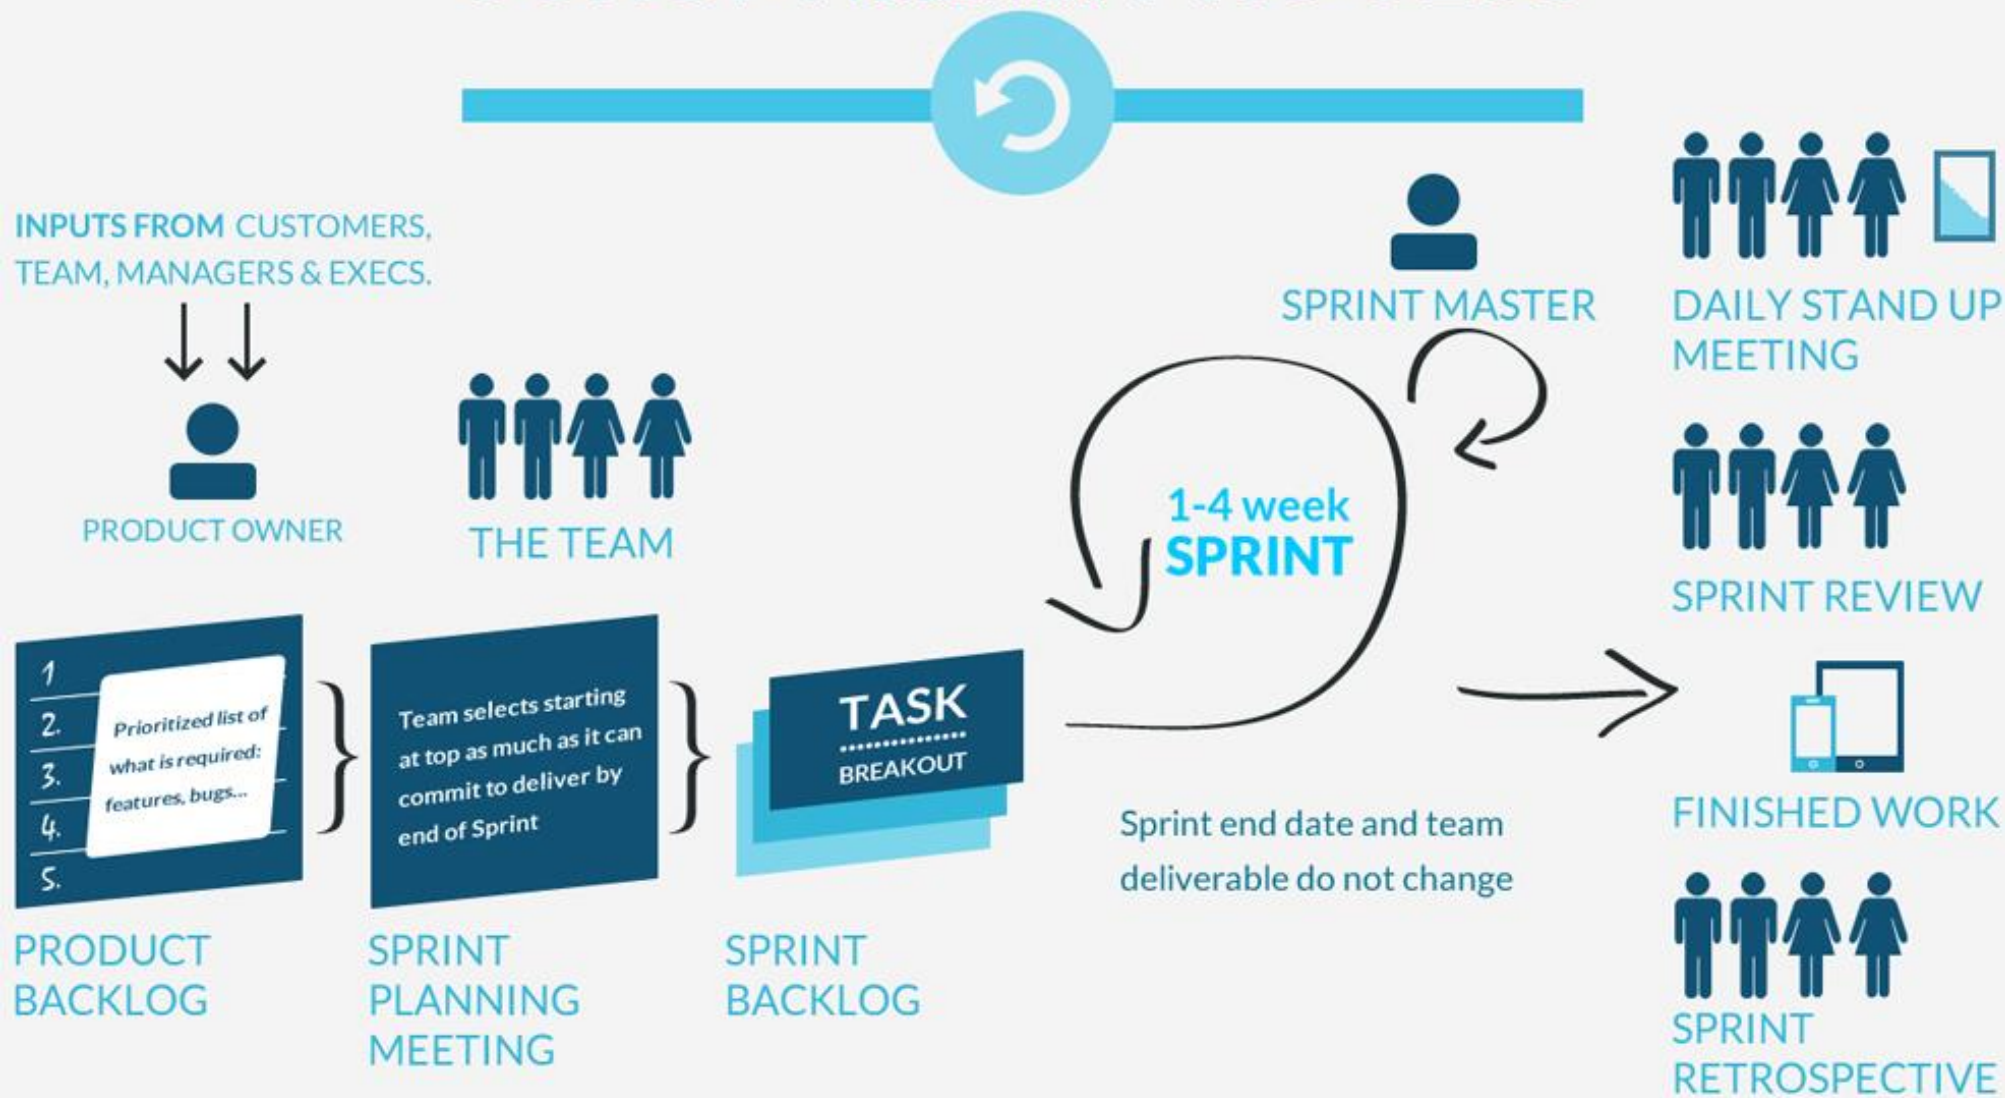 INPUTS FROM CUSTOMERS,
TEAM, MANAGERS & EXECS.
PRODUCT OWNER
THE TEAM
1
2.
3.
4.
5.
Prioritized list of
what is required:
features, bugs...
PRODUCT
BACKLOG
Team selects starting
at top as much as it can
commit to deliver by
end of Sprint
SPRINT
PLANNING
MEETING
TASK
BREAKOUT
SPRINT
BACKLOG
1-4 week
SPRINT
SPRINT MASTER
Sprint end date and team
deliverable do not change
DAILY STAND UP
MEETING
SPRINT REVIEW
FINISHED WORK
SPRINT
RETROSPECTIVE